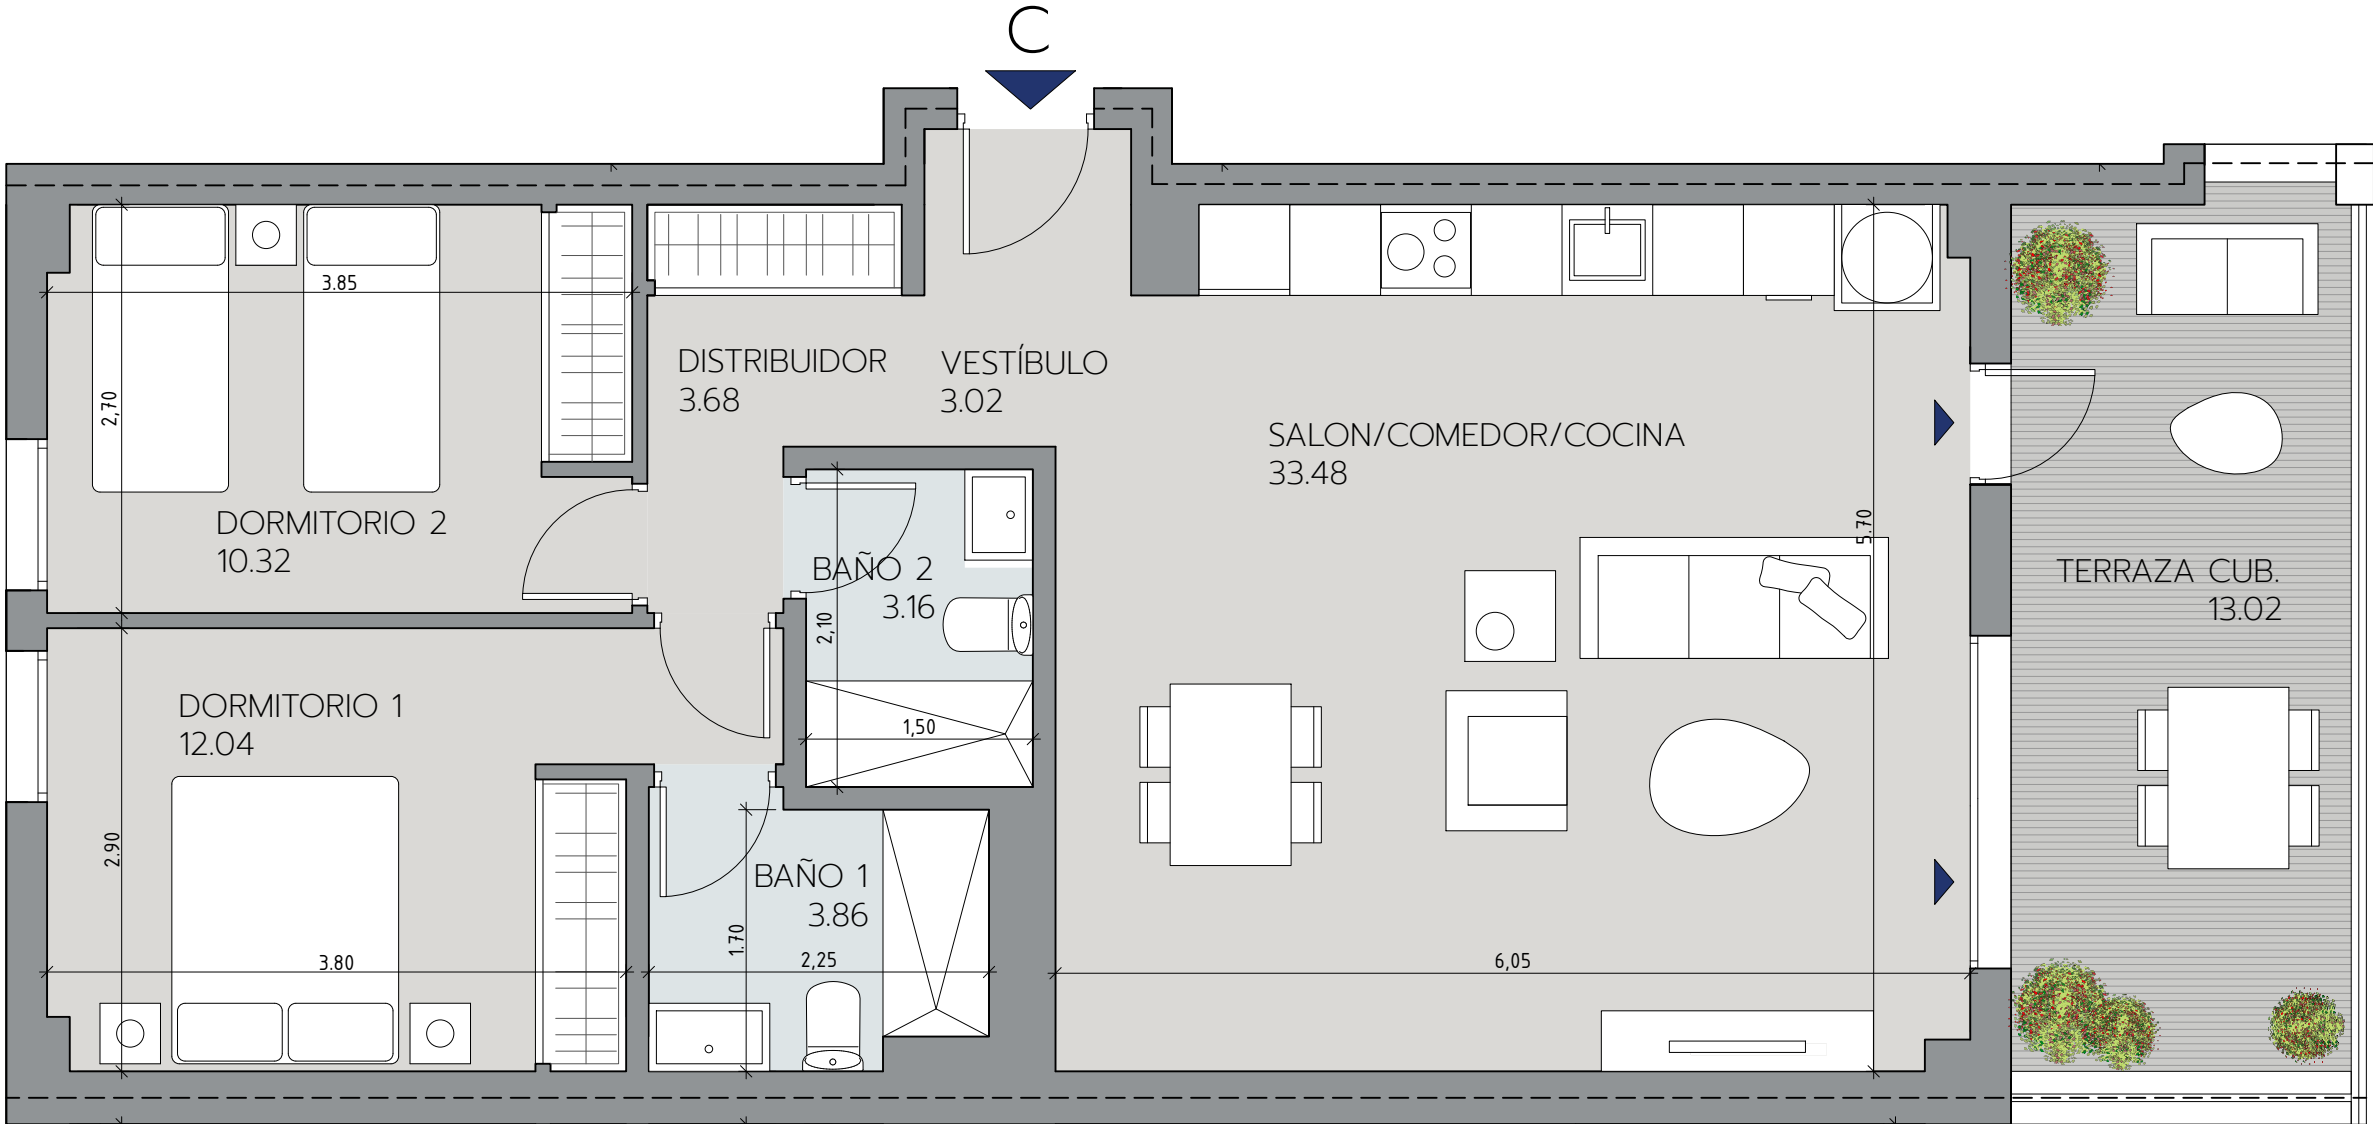 C
3.85
2,70
DISTRIBUIDOR
3.68
VESTÍBULO
3.02
SALON/COMEDOR/COCINA
33.48
5.70
DORMITORIO 2
10.32
BAÑO 2
3.16
2,10
1,50
TERRAZA CUB.
13.02
DORMITORIO 1
12.04
2.90
3.80
BAÑO 1
3.86
1.70
2,25
6,05